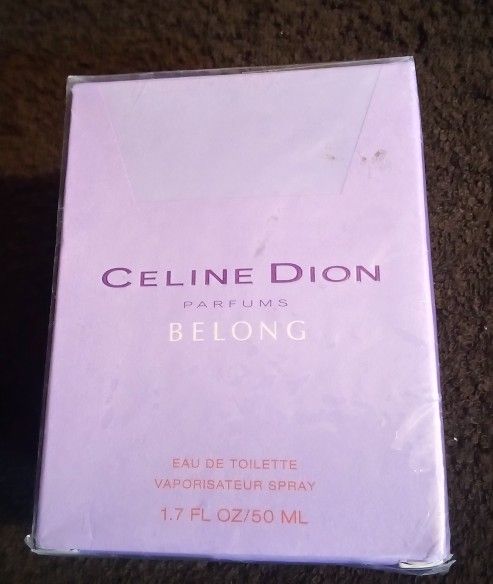 CELINE DION
PARFUMS
BELONG
EAU DE TOILETTE
VAPORISATEUR SPRAY
1.7 FL OZ/50 ML